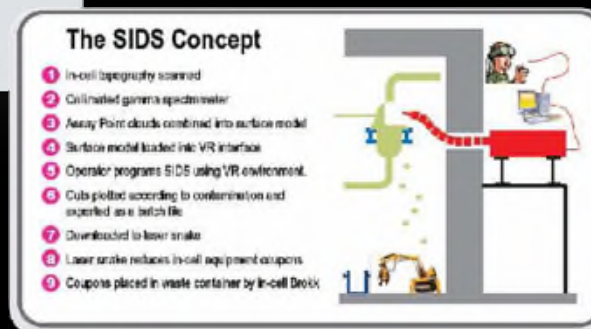 The SIDS Concept
1 In-cell topography scanned
2 Collimated gamma spectrometer
3 Assay Point clouds combined into surface model
4 Surface model loaded into VR interface
5 Operator programs SIDS using VR environment.
6 Cuts plotted according to contamination and
exported as a batch file
7 Downloaded to laser snake
8 Laser snake reduces in-cell equipment coupons
9 Coupons placed in waste container by in-cell Brokk